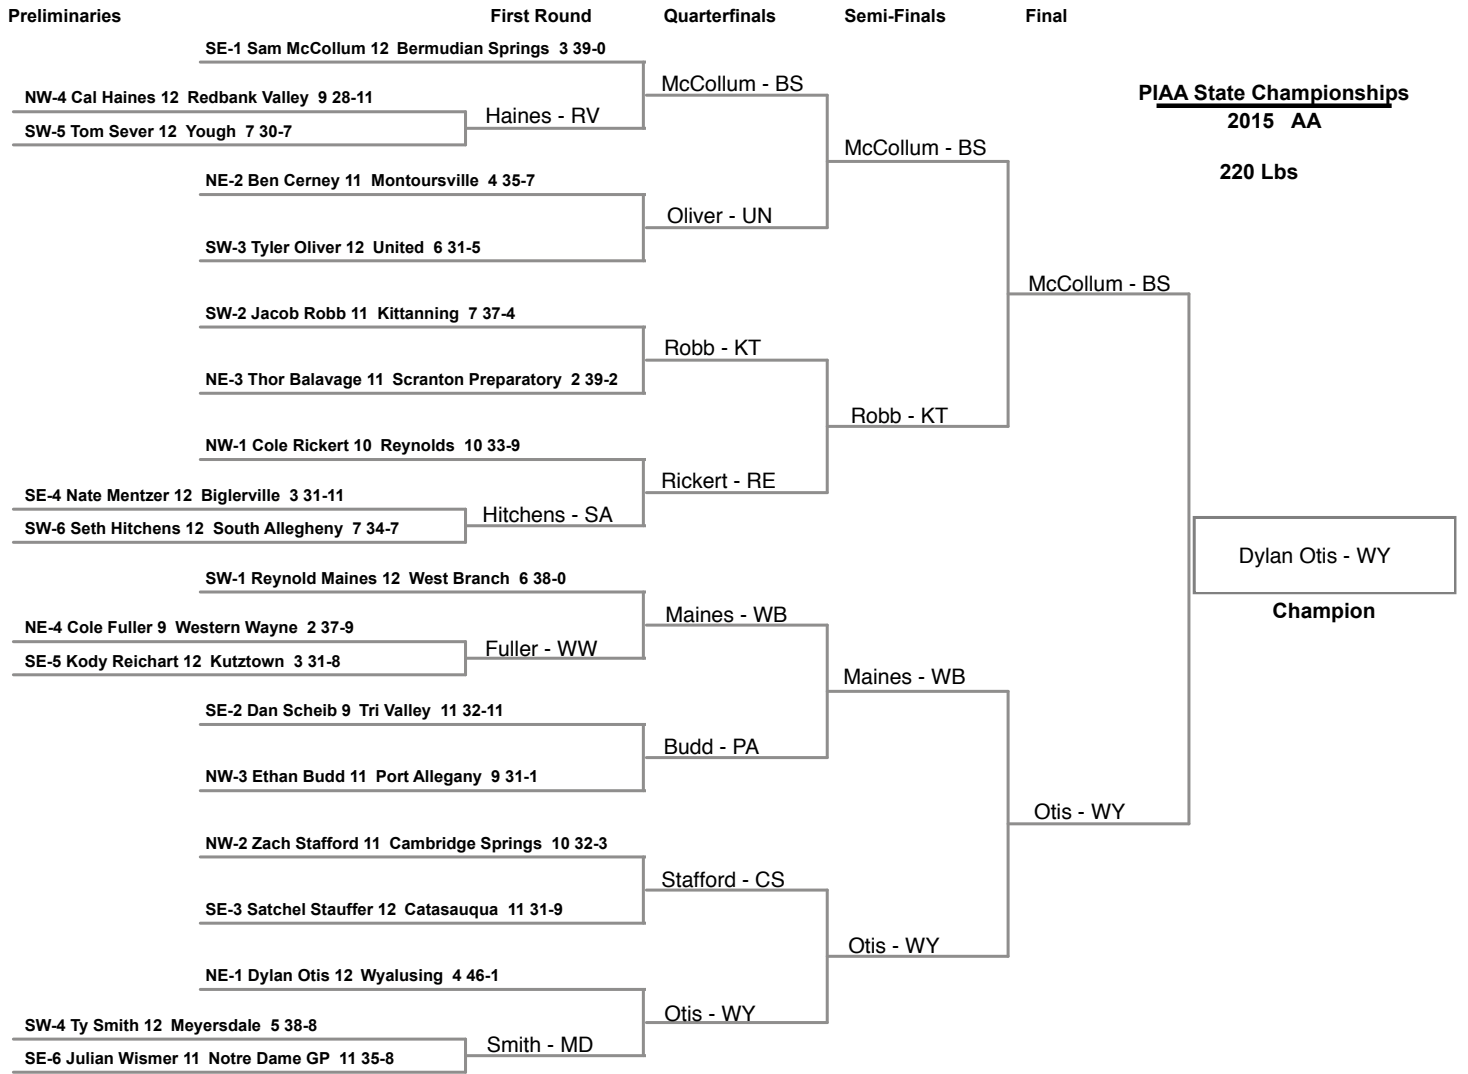 Preliminaries First Round Quarterfinals Semi-Finals Final
SE-1 Sam McCollum 12 Bermudian Springs 3 39-0
McCollum - BS
PIAA State Championships
NW-4 Cal Haines 12 Redbank Valley 9 28-11
Haines - RV
2015 AA
SW-5 Tom Sever 12 Yough 7 30-7
McCollum - BS
220 Lbs
NE-2 Ben Cerney 11 Montoursville 4 35-7
Oliver - UN
SW-3 Tyler Oliver 12 United 6 31-5
McCollum - BS
SW-2 Jacob Robb 11 Kittanning 7 37-4
Robb - KT
NE-3 Thor Balavage 11 Scranton Preparatory 2 39-2
Robb - KT
NW-1 Cole Rickert 10 Reynolds 10 33-9
Rickert - RE
SE-4 Nate Mentzer 12 Biglerville 3 31-11
Hitchens - SA
SW-6 Seth Hitchens 12 South Allegheny 7 34-7
Dylan Otis - WY
SW-1 Reynold Maines 12 West Branch 6 38-0
Champion
Maines - WB
NE-4 Cole Fuller 9 Western Wayne 2 37-9
Fuller - WW
SE-5 Kody Reichart 12 Kutztown 3 31-8
Maines - WB
SE-2 Dan Scheib 9 Tri Valley 11 32-11
Budd - PA
NW-3 Ethan Budd 11 Port Allegany 9 31-1
Otis - WY
NW-2 Zach Stafford 11 Cambridge Springs 10 32-3
Stafford - CS
SE-3 Satchel Stauffer 12 Catasauqua 11 31-9
Otis - WY
NE-1 Dylan Otis 12 Wyalusing 4 46-1
Otis - WY
SW-4 Ty Smith 12 Meyersdale 5 38-8
Smith - MD
SE-6 Julian Wismer 11 Notre Dame GP 11 35-8